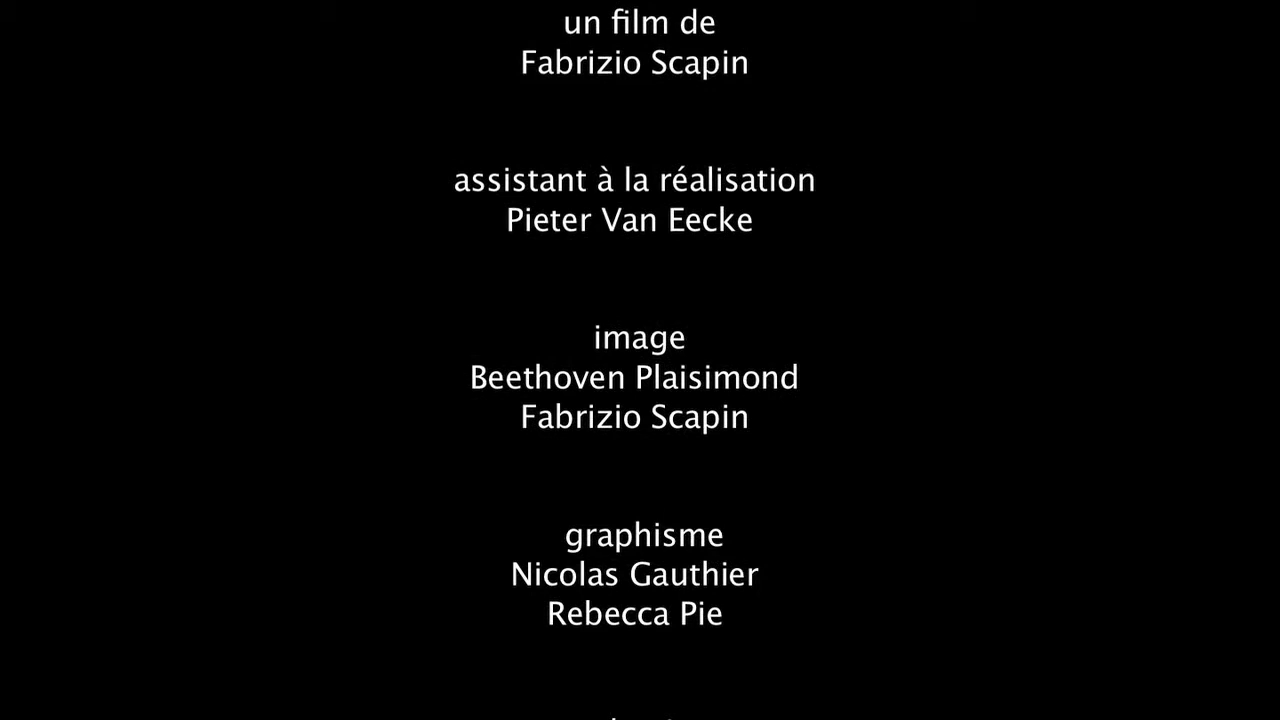 un film de
Fabrizio Scapin
assistant à la réalisation
Pieter Van Eecke
image
Beethoven Plaisimond
Fabrizio Scapin
graphisme
Nicolas Gauthier
Rebecca Pie